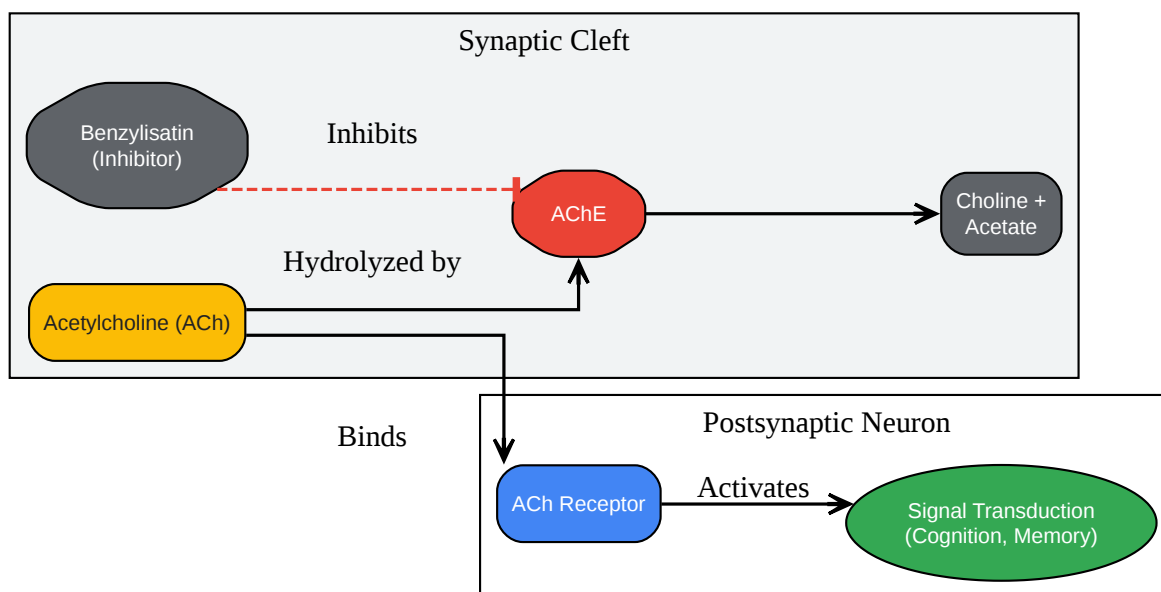 Synaptic Cleft
Benzylisatin
(Inhibitor)
Inhibits
AChE
Choline +
Acetate
Hydrolyzed by
Acetylcholine (ACh)
Binds
Postsynaptic Neuron
ACh Receptor
Activates
Signal Transduction
(Cognition, Memory)